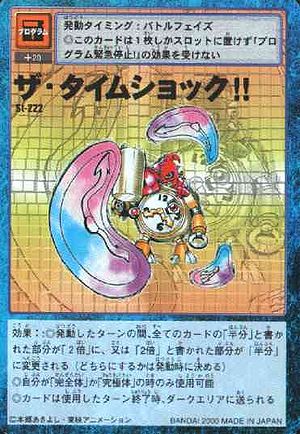 プログラム
+20
発動タイミング：バトルフェイズ
◎このカードは1枚しかスロットに置けず「プログラム緊急停止!」の効果を受けない
ザ・タイムショック!!
St-222
12
効果：◎発動したターンの間、全てのカードの「半分」と書かれた部分が「2倍」に、又は「2倍」と書かれた部分が「半分」に変更される（どちらにするかは発動時に決める）
◎自分が「完全体」か「究極体」の時のみ使用可能
◎カードは使用したターン終了時、ダークエリアに送られる
©本郷あきよし・東映アニメーション
BANDAI 2000 MADE IN JAPAN